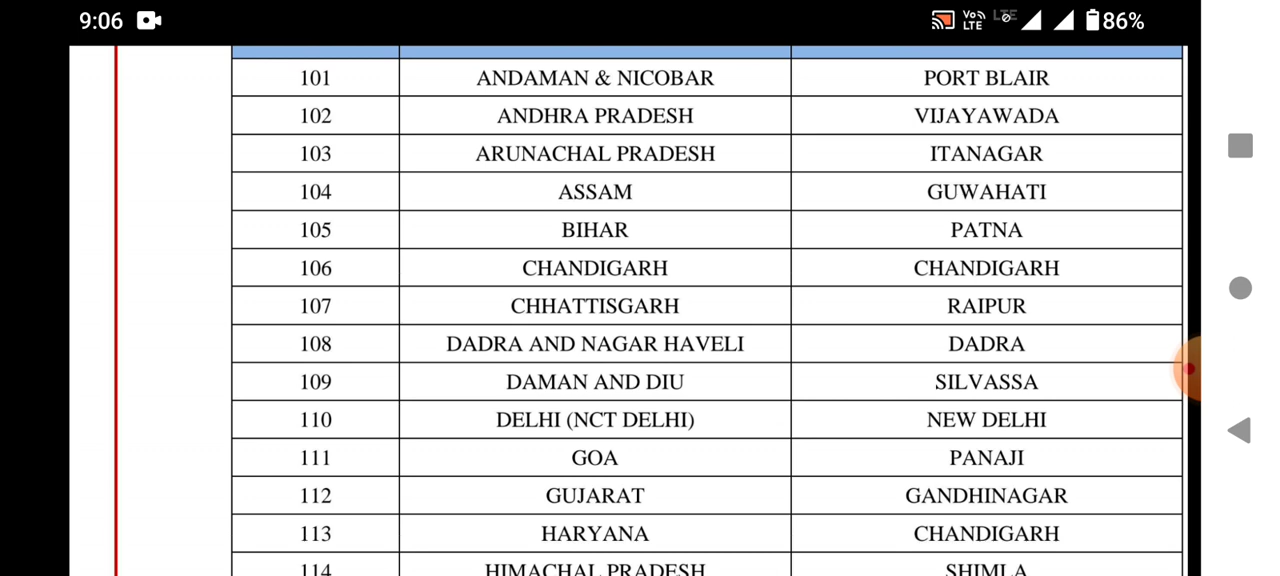 9:06 Vo LTE LTE 86%
101 ANDAMAN & NICOBAR PORT BLAIR
102 ANDHRA PRADESH VIJAYAWADA
103 ARUNACHAL PRADESH ITANAGAR
104 ASSAM GUWAHATI
105 BIHAR PATNA
106 CHANDIGARH CHANDIGARH
107 CHHATTISGARH RAIPUR
108 DADRA AND NAGAR HAVELI DADRA
109 DAMAN AND DIU SILVASSA
110 DELHI (NCT DELHI) NEW DELHI
111 GOA PANAJI
112 GUJARAT GANDHINAGAR
113 HARYANA CHANDIGARH
114 HIMACHAL PRADESH SHIMLA